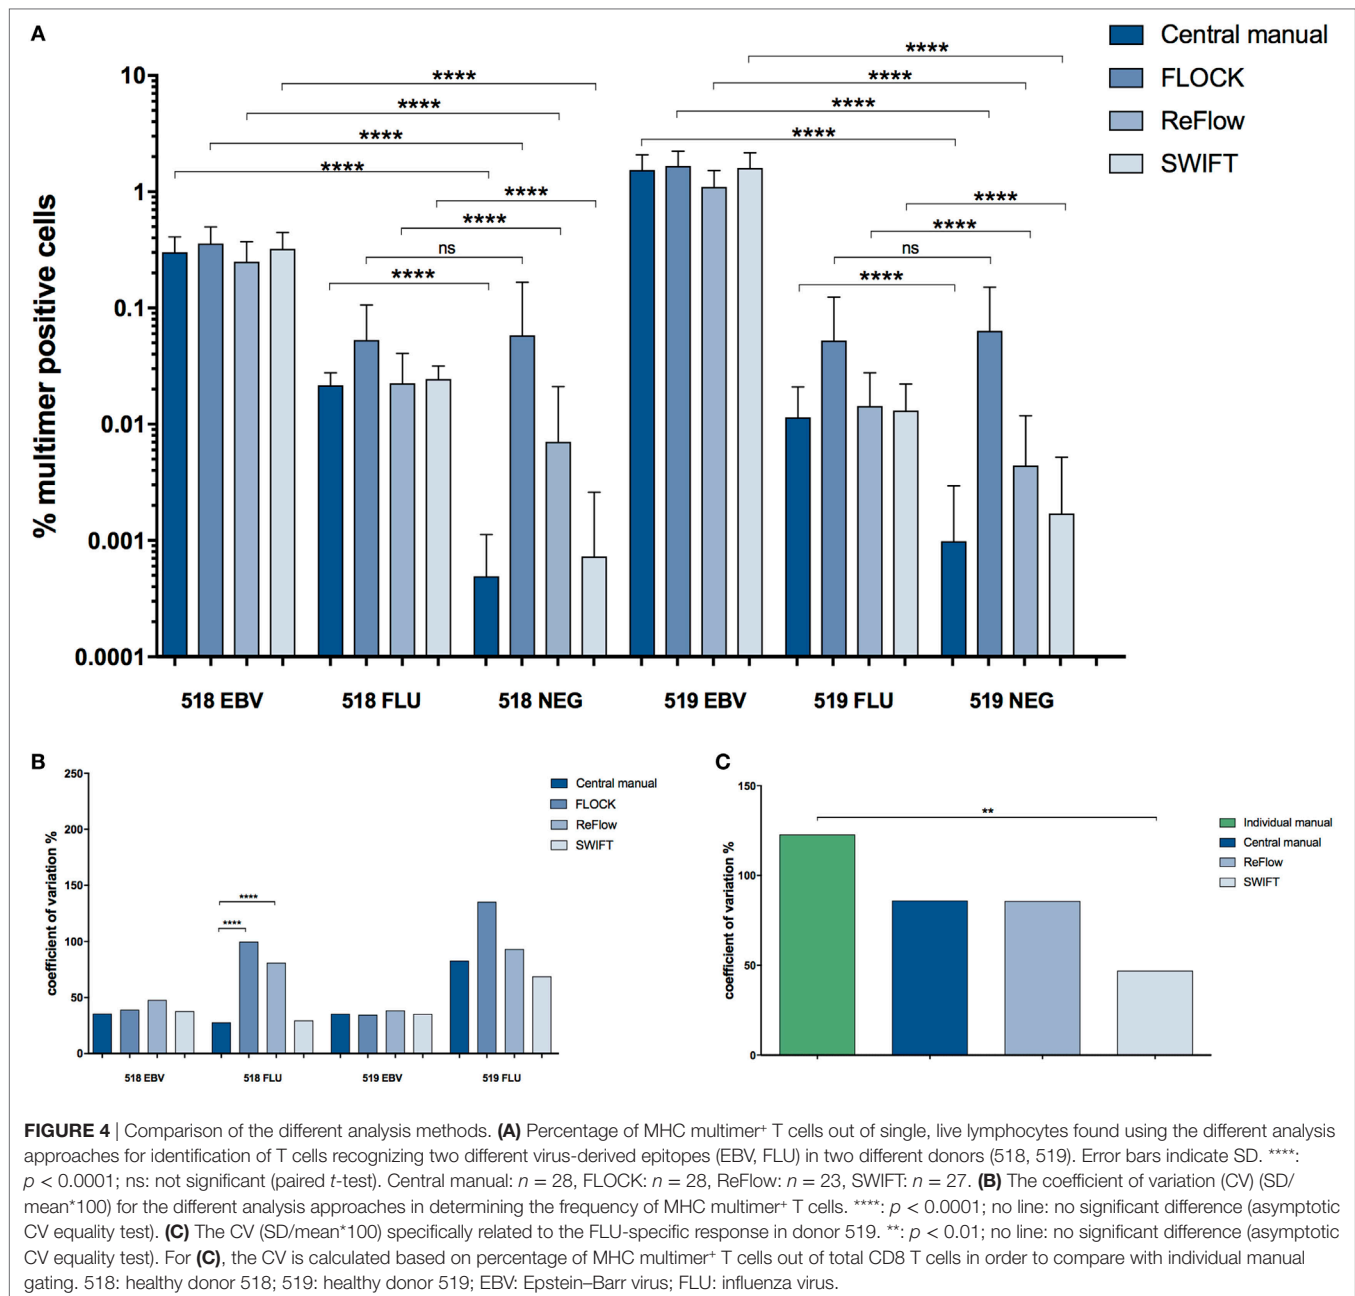 A
Central manual
FLOCK
ReFlow
SWIFT
% multimer positive cells
10
1
0.1
0.01
0.001
0.0001
****
****
****
****
****
****
ns
****
****
****
****
****
****
****
ns
****
518 EBV
518 FLU
518 NEG
519 EBV
519 FLU
519 NEG
B
coefficient of variation %
250
200
150
100
50
0
****
****
Central manual
FLOCK
ReFlow
SWIFT
518 EBV
518 FLU
519 EBV
519 FLU
C
coefficient of variation %
150
100
50
0
**
Individual manual
Central manual
ReFlow
SWIFT
FIGURE 4 | Comparison of the different analysis methods. (A) Percentage of MHC multimer⁺ T cells out of single, live lymphocytes found using the different analysis
approaches for identification of T cells recognizing two different virus-derived epitopes (EBV, FLU) in two different donors (518, 519). Error bars indicate SD. ****:
p < 0.0001; ns: not significant (paired t-test). Central manual: n = 28, FLOCK: n = 28, ReFlow: n = 23, SWIFT: n = 27. (B) The coefficient of variation (CV) (SD/
mean*100) for the different analysis approaches in determining the frequency of MHC multimer⁺ T cells. ****: p < 0.0001; no line: no significant difference (asymptotic
CV equality test). (C) The CV (SD/mean*100) specifically related to the FLU-specific response in donor 519. **: p < 0.01; no line: no significant difference (asymptotic
CV equality test). For (C), the CV is calculated based on percentage of MHC multimer⁺ T cells out of total CD8 T cells in order to compare with individual manual
gating. 518: healthy donor 518; 519: healthy donor 519; EBV: Epstein–Barr virus; FLU: influenza virus.